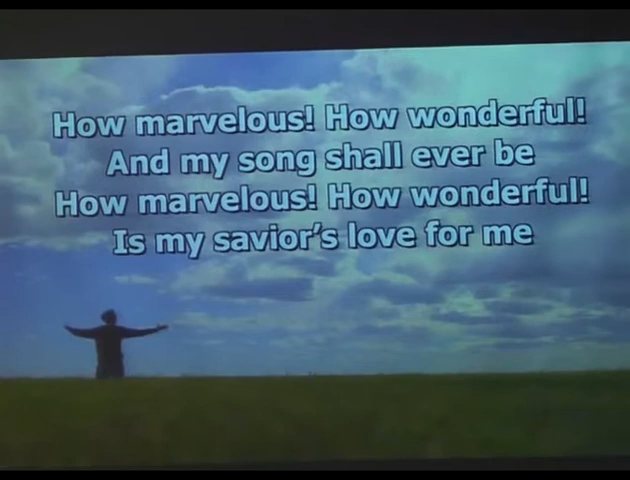 How marvelous! How wonderful!
And my song shall ever be
How marvelous! How wonderful!
Is my savior's love for me